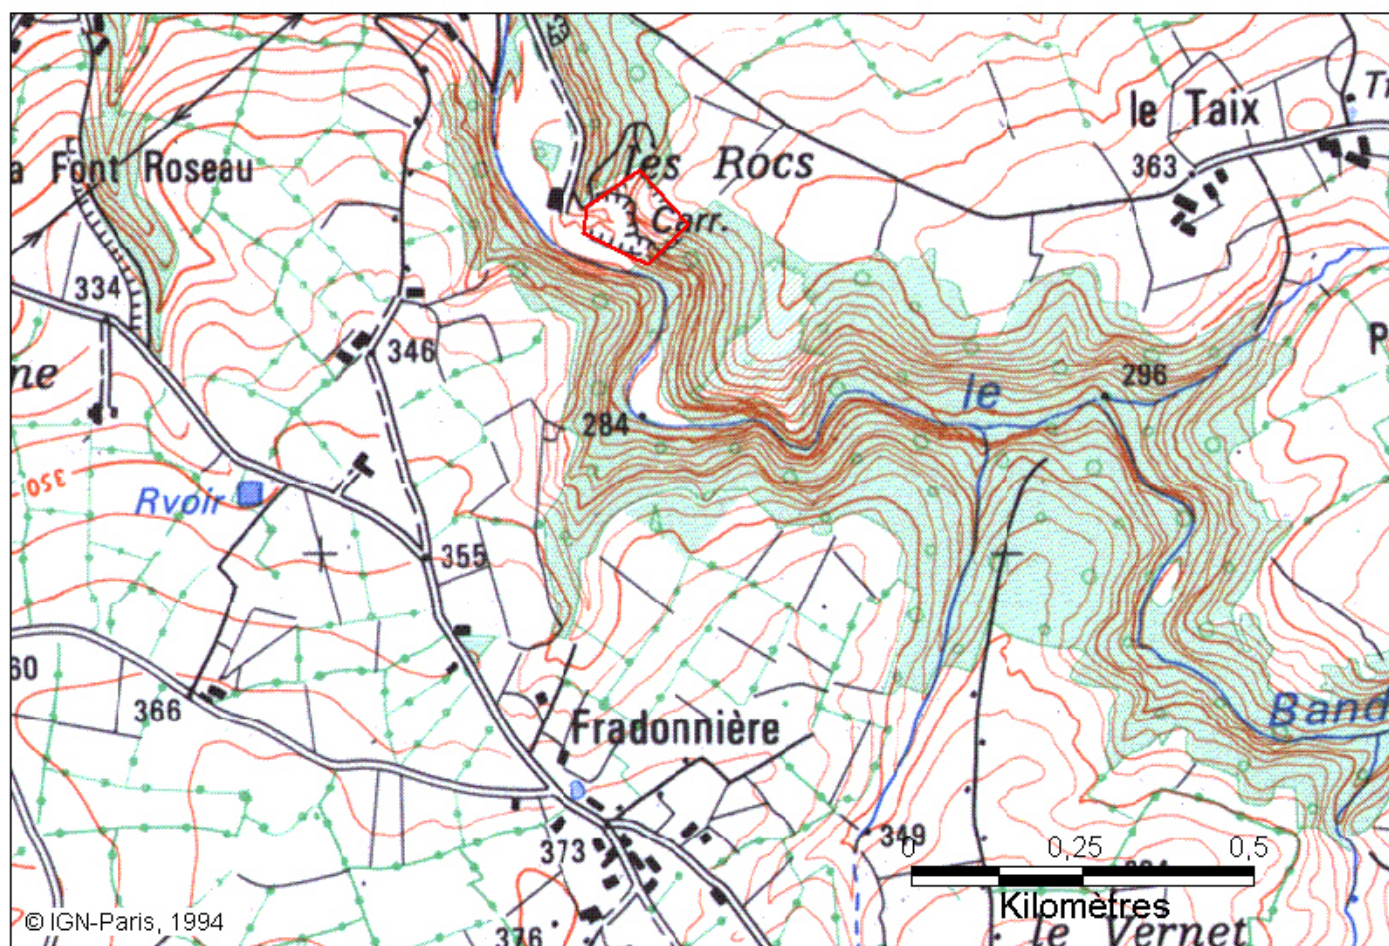 le Taix
363
les Rocs
a Font Roseau
Carr.
334
346
296
ne
le
284
350
Rvoir
355
60
366
Band
Fradonnière
349
0 0,25 0,5
373
Kilomètres
© IGN-Paris, 1994
le Vernet
376